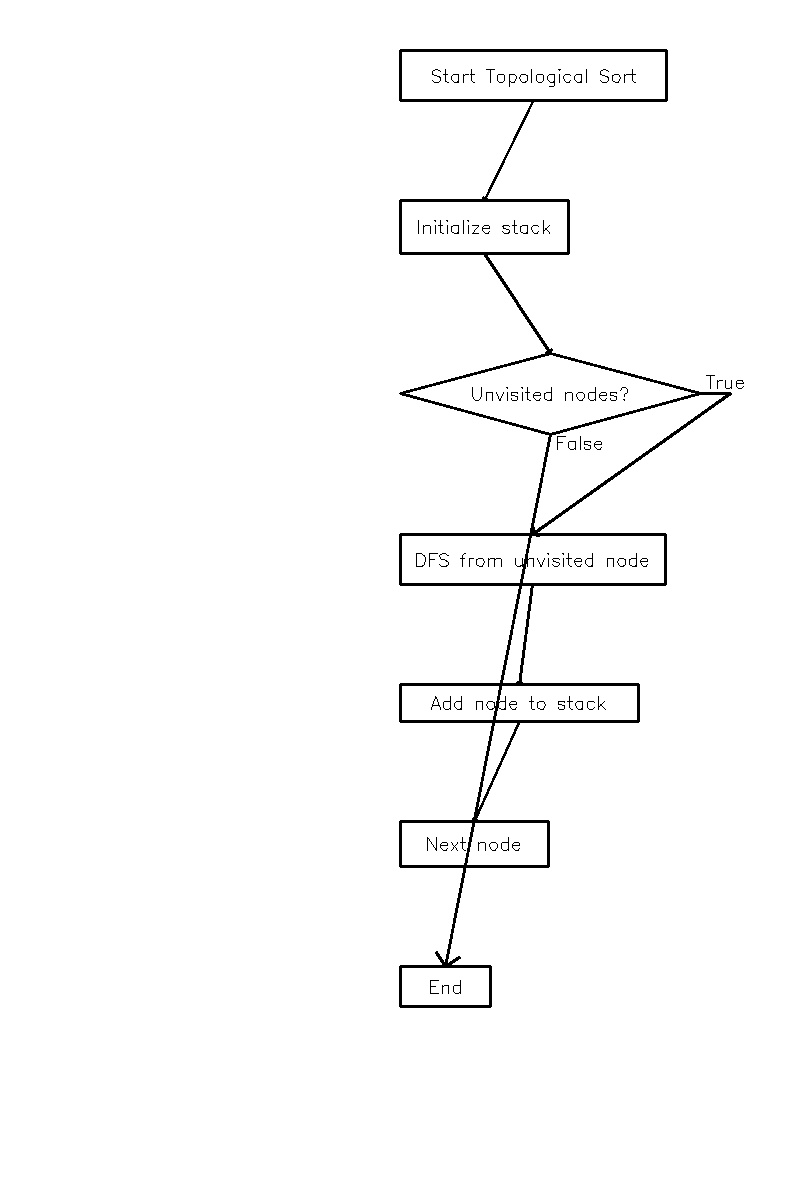 Start Topological Sort
Initialize stack
Unvisited nodes?
True
False
DFS from unvisited node
Add node to stack
Next node
End